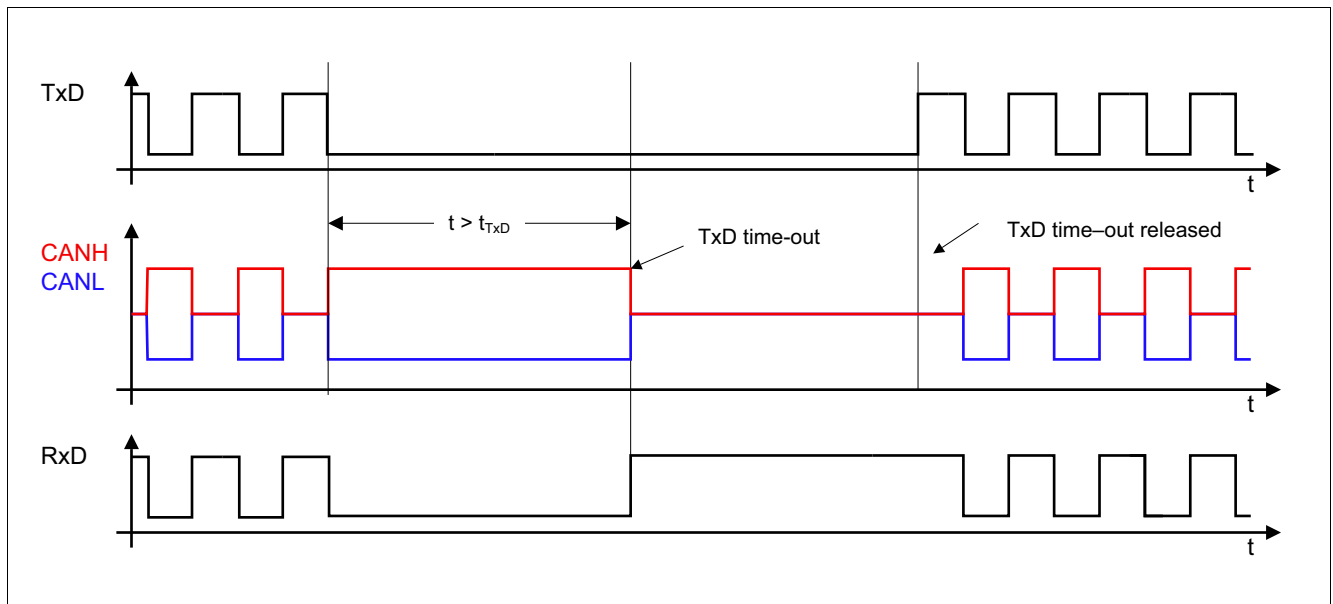 TxD
t
t > tTxD
TxD time-out
TxD time–out released
CANH
CANL
t
RxD
t